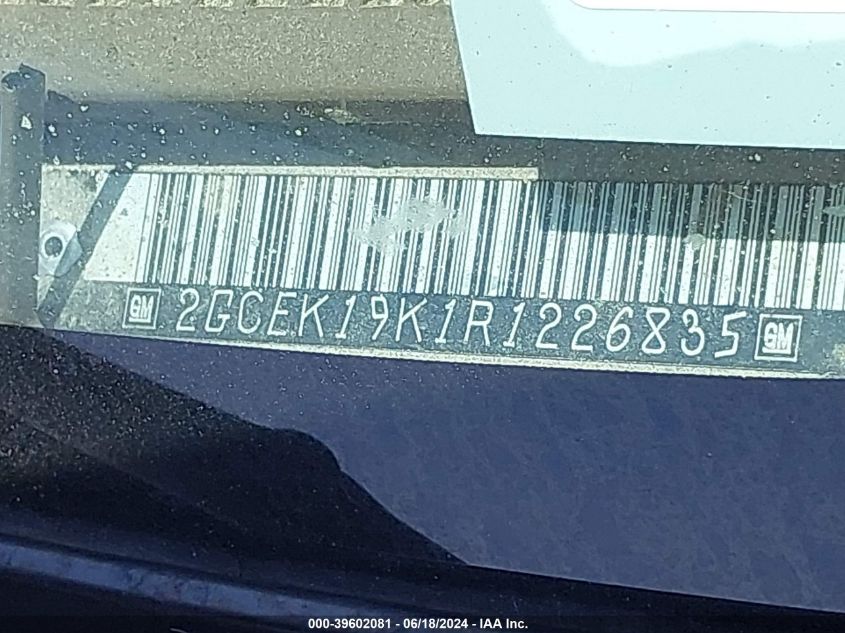 GM 2GCEK19K1R1226835 GM
000-39602081 - 06/18/2024 - IAA Inc.